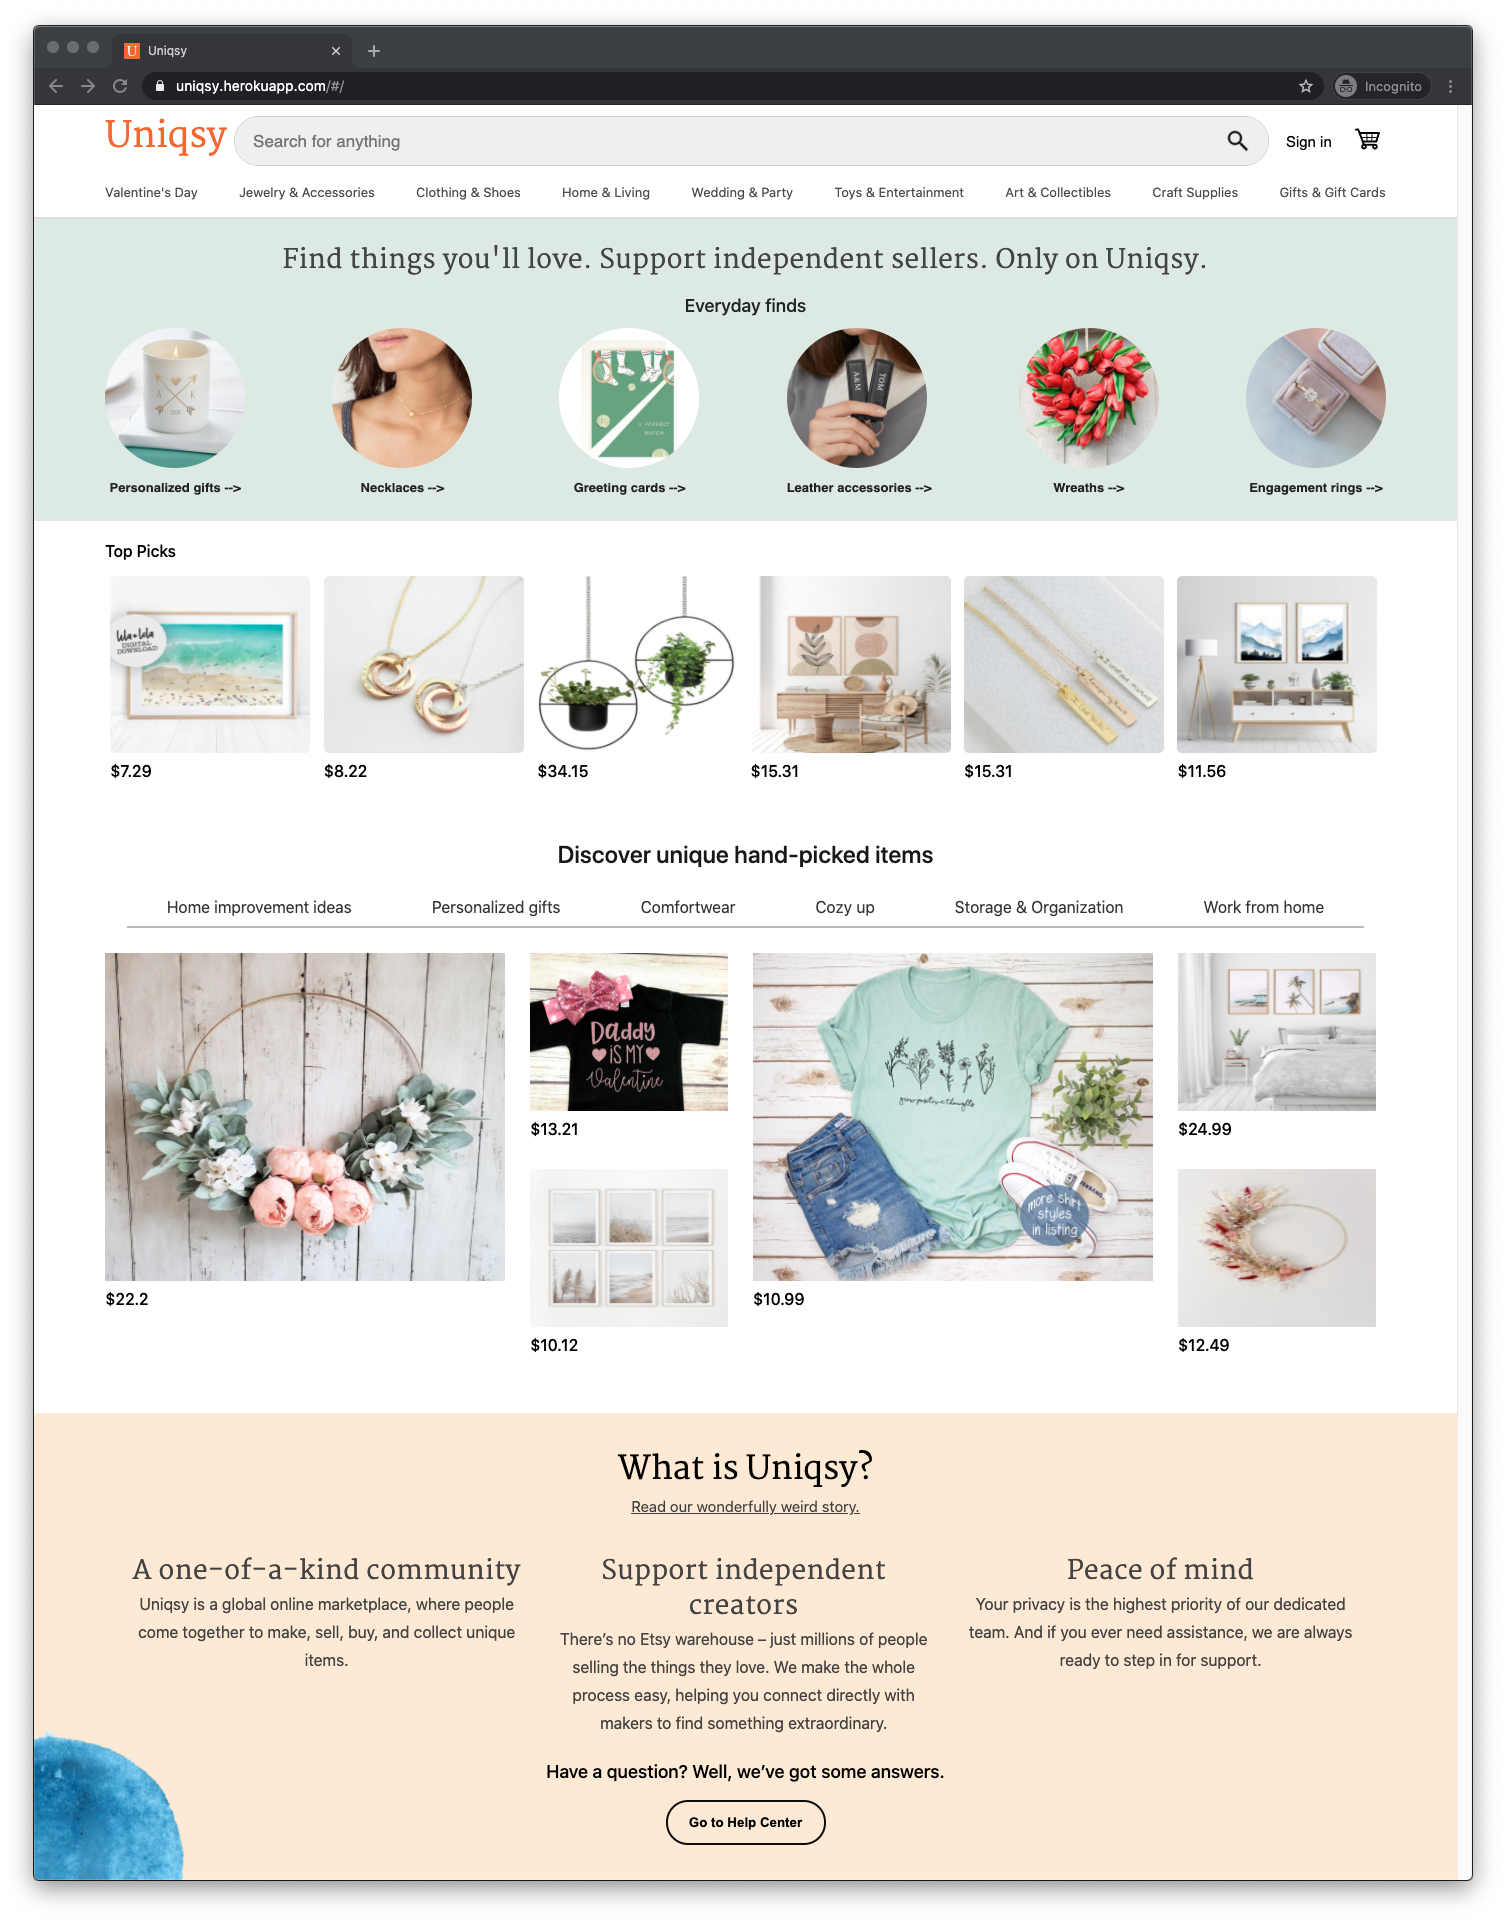 Uniqsy
uniqsy.herokuapp.com/#/
Incognito
Uniqsy
Search for anything
Sign in
Valentine's Day
Jewelry & Accessories
Clothing & Shoes
Home & Living
Wedding & Party
Toys & Entertainment
Art & Collectibles
Craft Supplies
Gifts & Gift Cards
Find things you'll love. Support independent sellers. Only on Uniqsy.
Everyday finds
A K
A PERFECT
MATCH
A&M
TOM
Personalized gifts -->
Necklaces -->
Greeting cards -->
Leather accessories -->
Wreaths -->
Engagement rings -->
Top Picks
lila + lola
DIGITAL
DOWNLOAD
$7.29
$8.22
$34.15
$15.31
$15.31
$11.56
Discover unique hand-picked items
Home improvement ideas
Personalized gifts
Comfortwear
Cozy up
Storage & Organization
Work from home
Daddy
IS MY
Valentine
grow positive thoughts
more shirt
styles
in listing
$13.21
$24.99
$22.2
$10.99
$10.12
$12.49
What is Uniqsy?
Read our wonderfully weird story.
A one-of-a-kind community
Uniqsy is a global online marketplace, where people
come together to make, sell, buy, and collect unique
items.
Support independent
creators
There's no Etsy warehouse – just millions of people
selling the things they love. We make the whole
process easy, helping you connect directly with
makers to find something extraordinary.
Peace of mind
Your privacy is the highest priority of our dedicated
team. And if you ever need assistance, we are always
ready to step in for support.
Have a question? Well, we've got some answers.
Go to Help Center